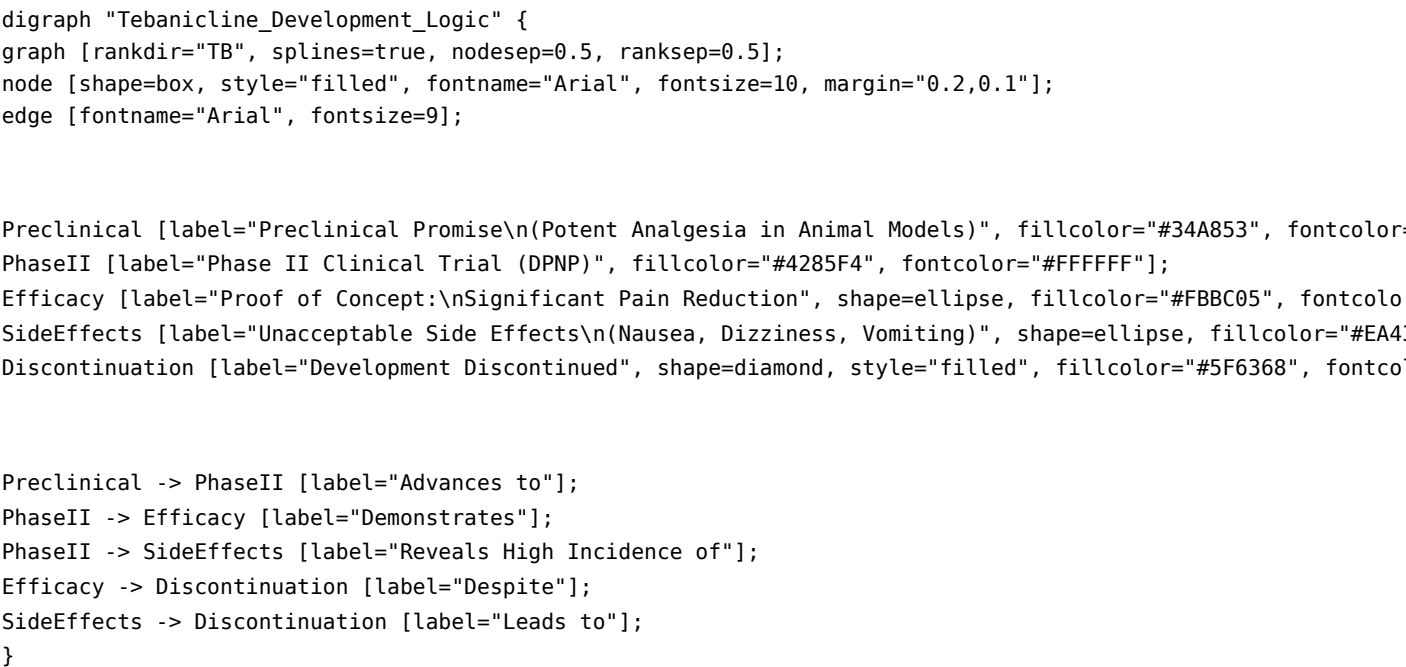 digraph "Tebanicline_Development_Logic" {
graph [rankdir="TB", splines=true, nodesep=0.5, ranksep=0.5];
node [shape=box, style="filled", fontname="Arial", fontsize=10, margin="0.2,0.1"];
edge [fontname="Arial", fontsize=9];
Preclinical [label="Preclinical Promise\n(Potent Analgesia in Animal Models)", fillcolor="#34A853", fontcolor=
PhaseII [label="Phase II Clinical Trial (DPNP)", fillcolor="#4285F4", fontcolor="#FFFFFF"];
Efficacy [label="Proof of Concept:\nSignificant Pain Reduction", shape=ellipse, fillcolor="#FBBC05", fontcolo
SideEffects [label="Unacceptable Side Effects\n(Nausea, Dizziness, Vomiting)", shape=ellipse, fillcolor="#EA43
Discontinuation [label="Development Discontinued", shape=diamond, style="filled", fillcolor="#5F6368", fontcol
Preclinical -> PhaseII [label="Advances to"];
PhaseII -> Efficacy [label="Demonstrates"];
PhaseII -> SideEffects [label="Reveals High Incidence of"];
Efficacy -> Discontinuation [label="Despite"];
SideEffects -> Discontinuation [label="Leads to"];
}